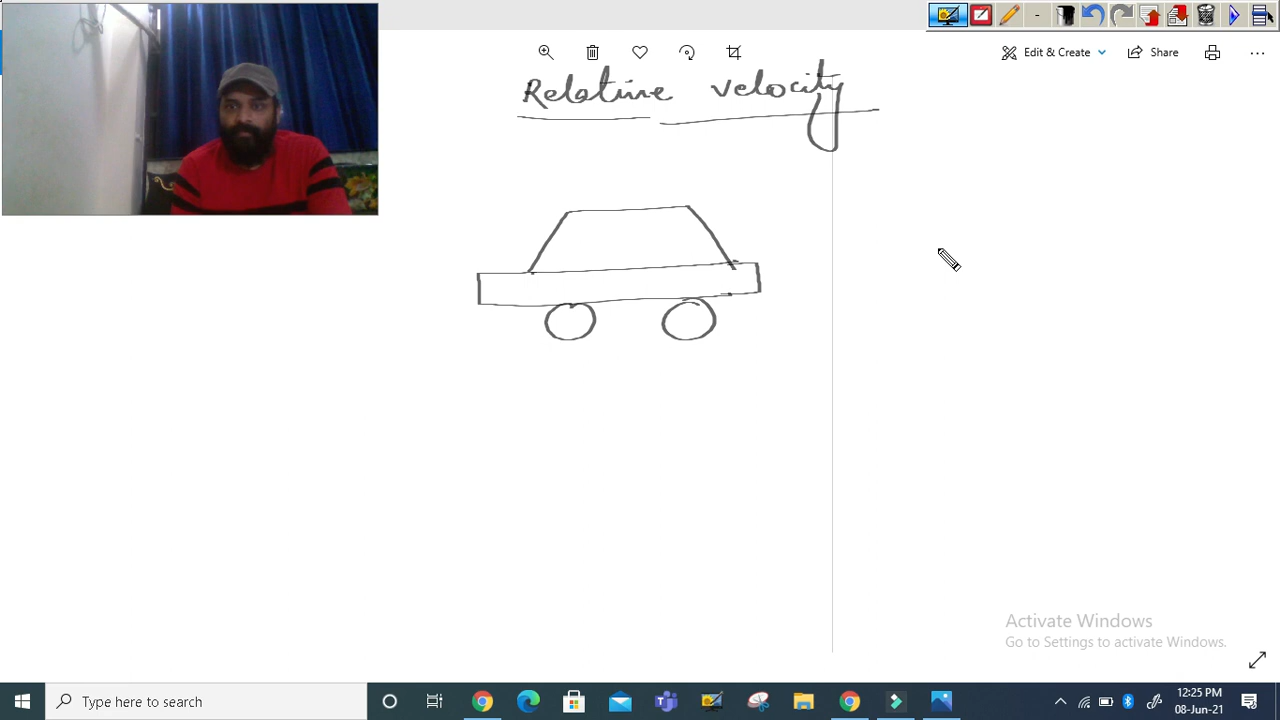 Edit & Create
Share
Relative velocity
Activate Windows
Go to Settings to activate Windows.
Type here to search
12:25 PM
08-Jun-21